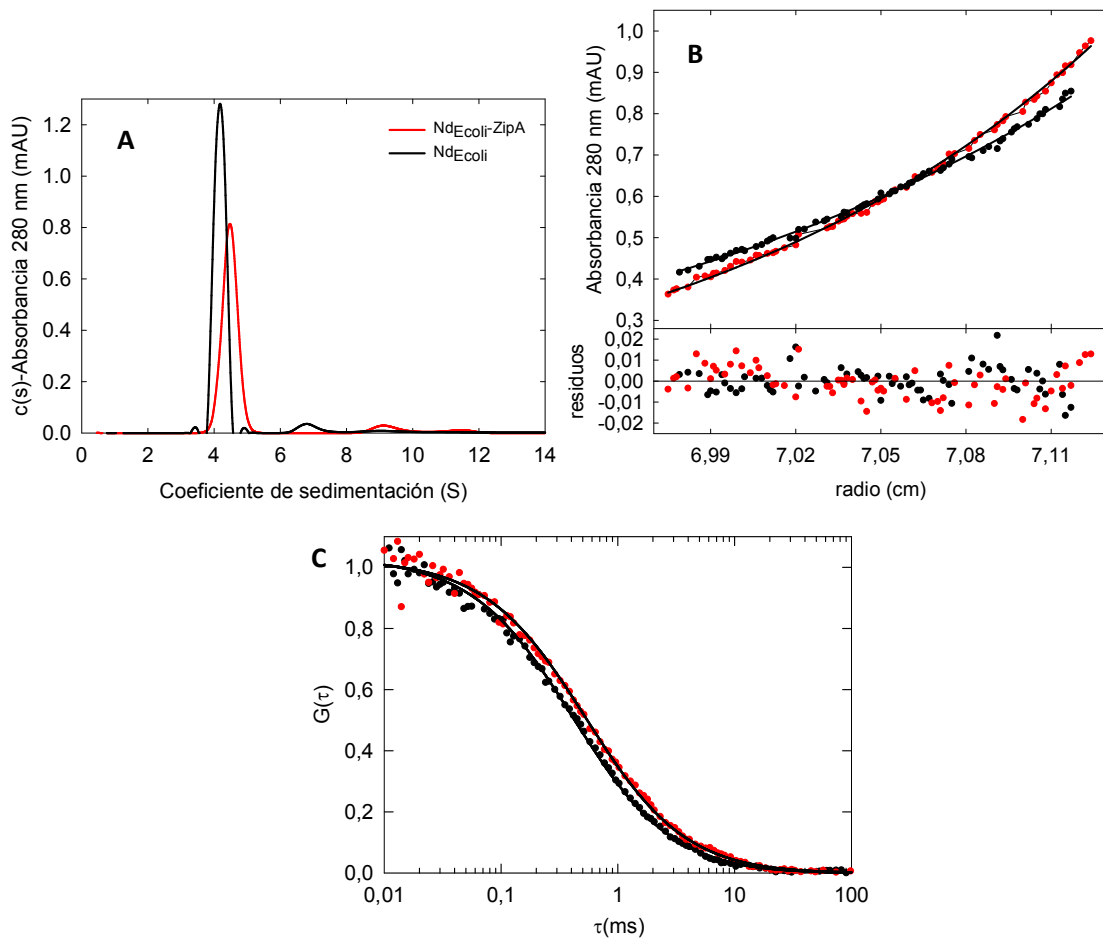 A
c(s)-Absorbancia 280 nm (mAU)
1.2
1.0
0.8
0.6
0.4
0.2
0.0
NdEcoli-ZipA
NdEcoli
0 2 4 6 8 10 12 14
Coeficiente de sedimentación (S)
B
Absorbancia 280 nm (mAU)
1,0
0,9
0,8
0,7
0,6
0,5
0,4
0,3
residuos
0,02
0,01
0,00
-0,01
-0,02
6,99 7,02 7,05 7,08 7,11
radio (cm)
C
G(τ)
1,0
0,8
0,6
0,4
0,2
0,0
0,01 0,1 1 10 100
τ(ms)